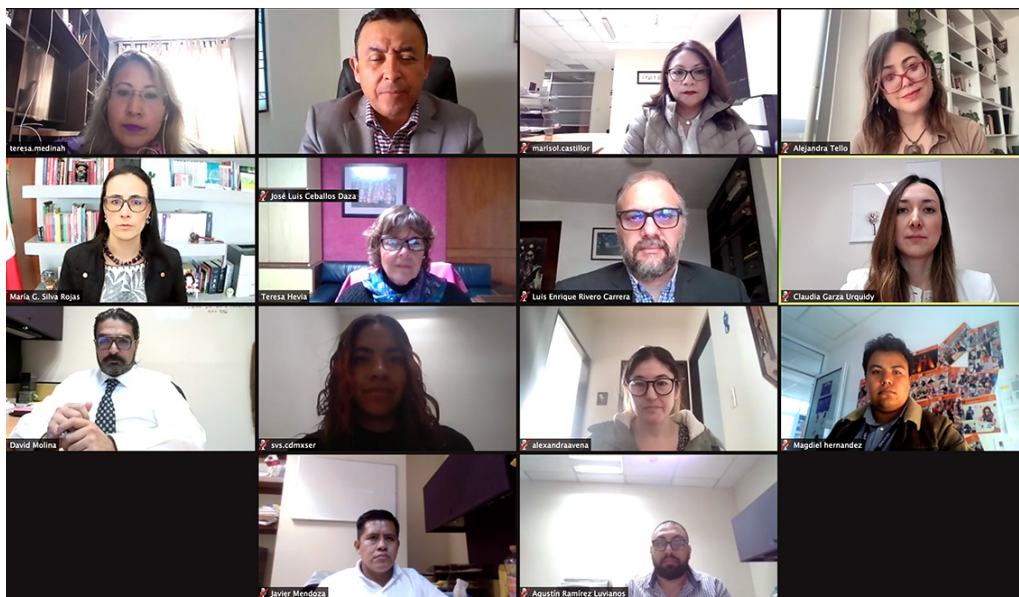 teresa.medinah
marisol.castillor
Alejandra Tello
María G. Silva Rojas
José Luis Ceballos Daza
Teresa Hevia
Luis Enrique Rivero Carrera
Claudia Garza Urquidy
David Molina
svs.cdmxser
alexandraavena
Magdiel hernandez
Javier Mendoza
Agustín Ramírez Luvianos